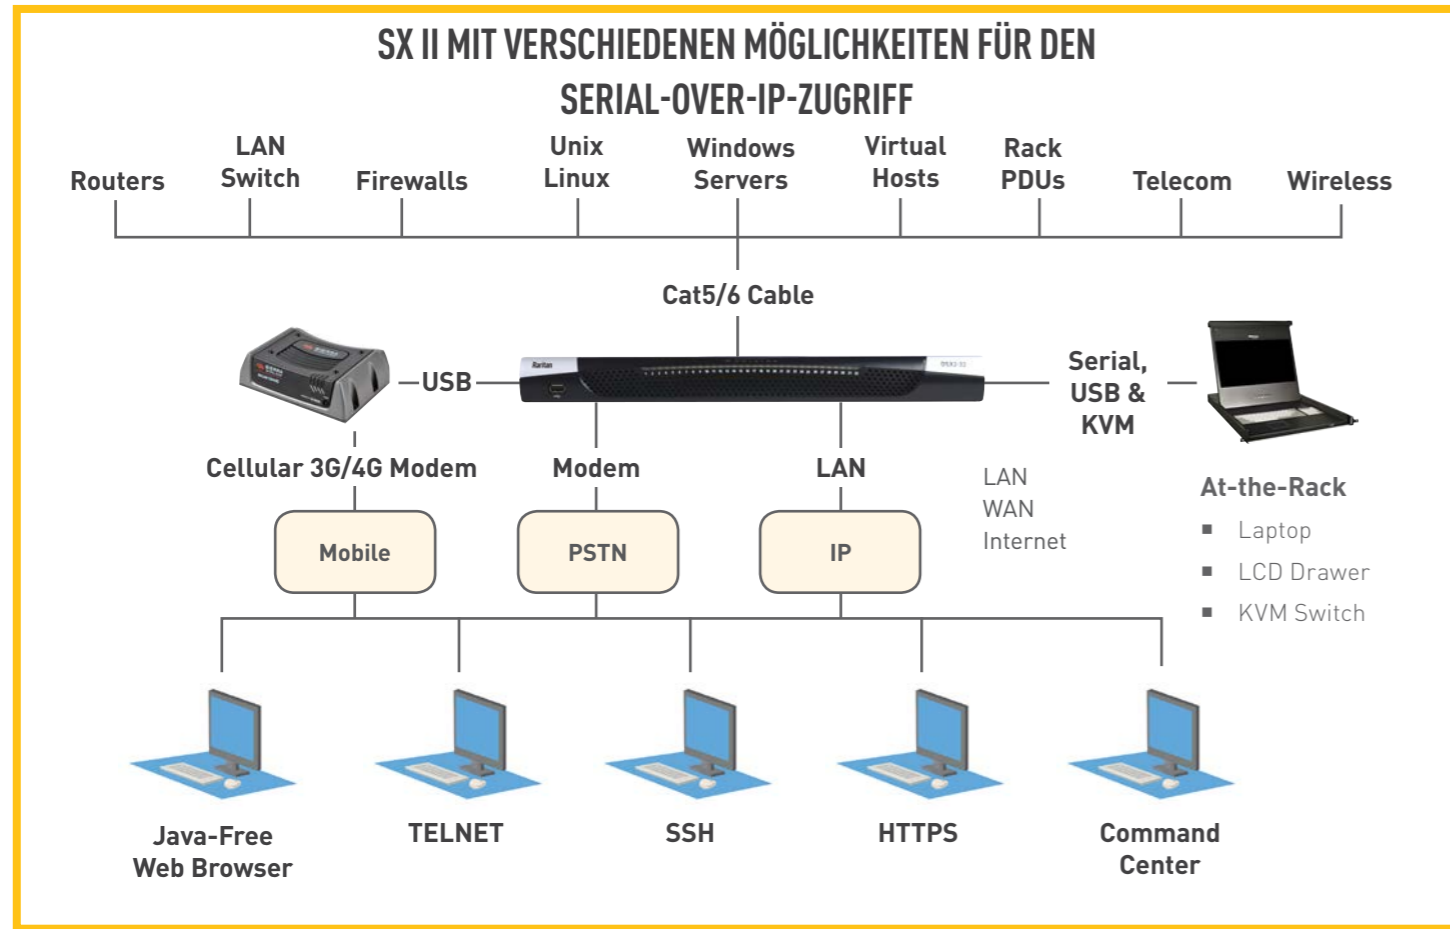 SX II MIT VERSCHIEDENEN MÖGLICHKEITEN FÜR DEN
SERIAL-OVER-IP-ZUGRIFF
Routers
LAN
Switch
Firewalls
Unix
Linux
Windows
Servers
Virtual
Hosts
Rack
PDUs
Telecom
Wireless
Cat5/6 Cable
USB
Raritan
Serial,
USB &
KVM
Cellular 3G/4G Modem
Modem
LAN
LAN
WAN
Internet
At-the-Rack
▪ Laptop
▪ LCD Drawer
▪ KVM Switch
Mobile
PSTN
IP
Java-Free
Web Browser
TELNET
SSH
HTTPS
Command
Center